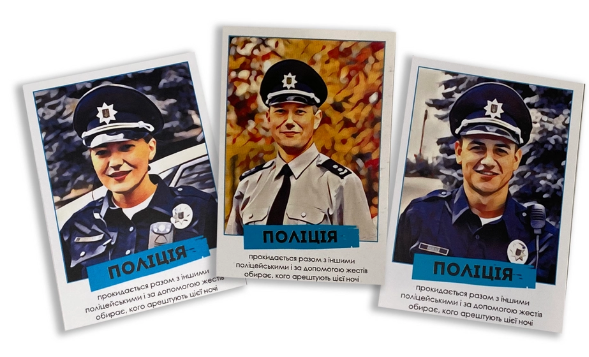 ПОЛІЦІЯ
прокидається разом з іншими
поліцейськими і за допомогою жестів
обирає, кого арештують цієї ночі
ПОЛІЦІЯ
прокидається разом з іншими
поліцейськими і за допомогою жестів
обирає, кого арештують цієї ночі
ПОЛІЦІЯ
прокидається разом з іншими
поліцейськими і за допомогою жестів
обирає, кого арештують цієї ночі